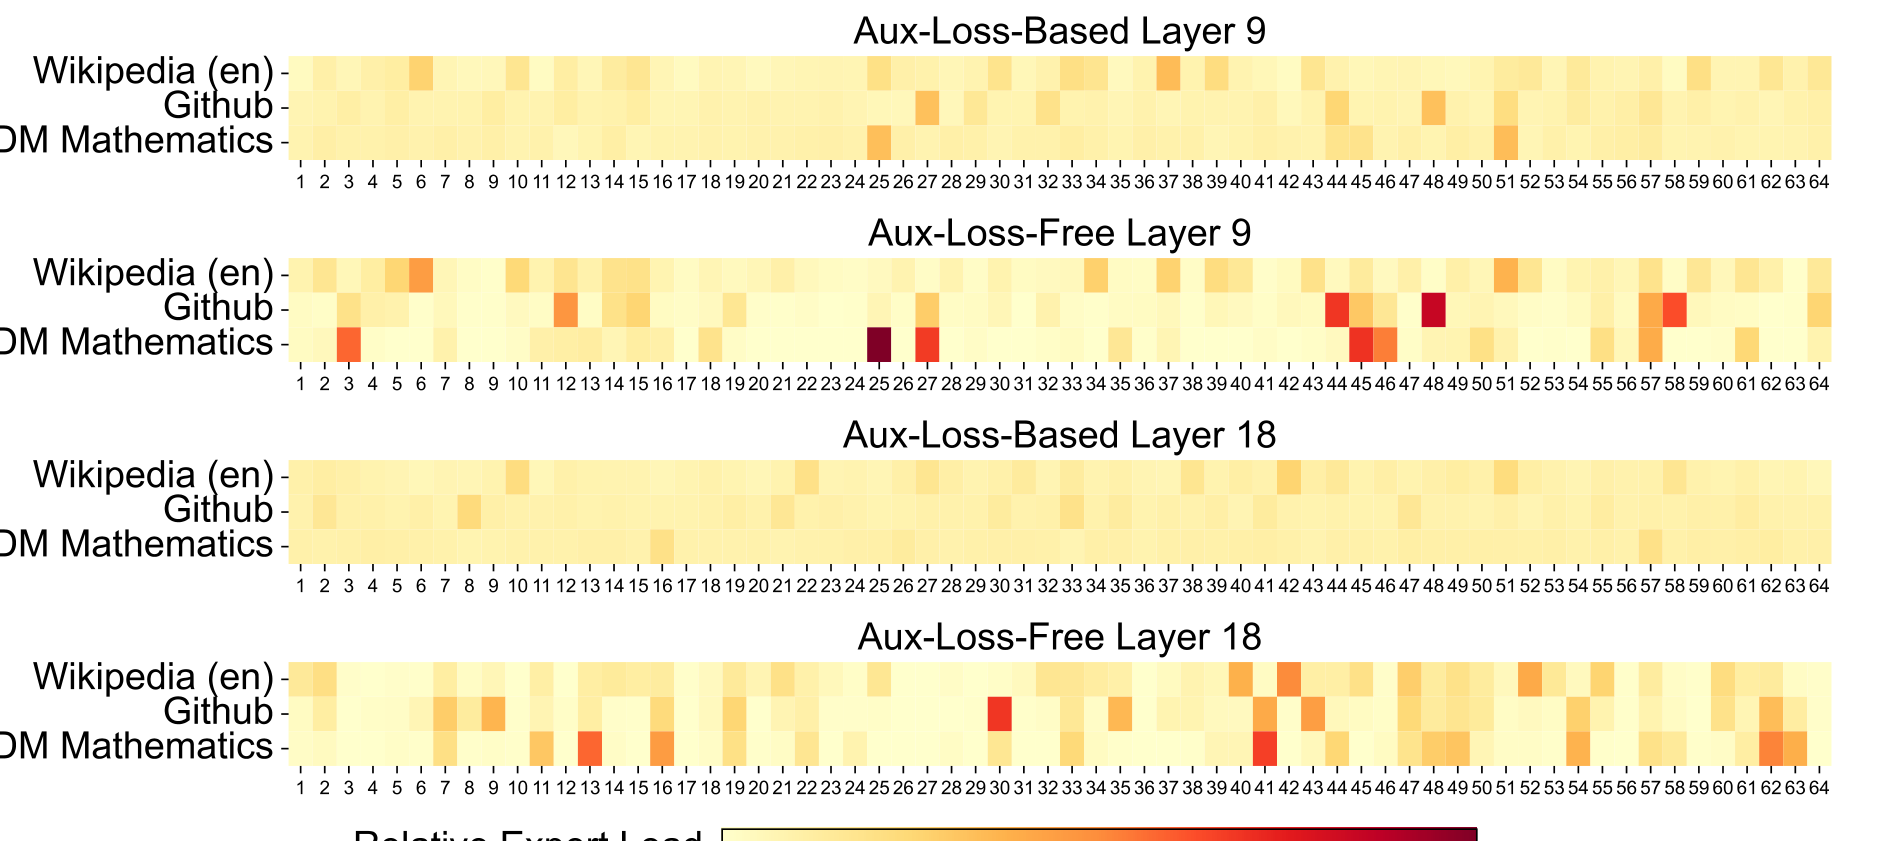 Aux-Loss-Based Layer 9
Wikipedia (en)
Github
DM Mathematics
1 2 3 4 5 6 7 8 9 10 11 12 13 14 15 16 17 18 19 20 21 22 23 24 25 26 27 28 29 30 31 32 33 34 35 36 37 38 39 40 41 42 43 44 45 46 47 48 49 50 51 52 53 54 55 56 57 58 59 60 61 62 63 64
Aux-Loss-Free Layer 9
Wikipedia (en)
Github
DM Mathematics
1 2 3 4 5 6 7 8 9 10 11 12 13 14 15 16 17 18 19 20 21 22 23 24 25 26 27 28 29 30 31 32 33 34 35 36 37 38 39 40 41 42 43 44 45 46 47 48 49 50 51 52 53 54 55 56 57 58 59 60 61 62 63 64
Aux-Loss-Based Layer 18
Wikipedia (en)
Github
DM Mathematics
1 2 3 4 5 6 7 8 9 10 11 12 13 14 15 16 17 18 19 20 21 22 23 24 25 26 27 28 29 30 31 32 33 34 35 36 37 38 39 40 41 42 43 44 45 46 47 48 49 50 51 52 53 54 55 56 57 58 59 60 61 62 63 64
Aux-Loss-Free Layer 18
Wikipedia (en)
Github
DM Mathematics
1 2 3 4 5 6 7 8 9 10 11 12 13 14 15 16 17 18 19 20 21 22 23 24 25 26 27 28 29 30 31 32 33 34 35 36 37 38 39 40 41 42 43 44 45 46 47 48 49 50 51 52 53 54 55 56 57 58 59 60 61 62 63 64
Relative Expert Load